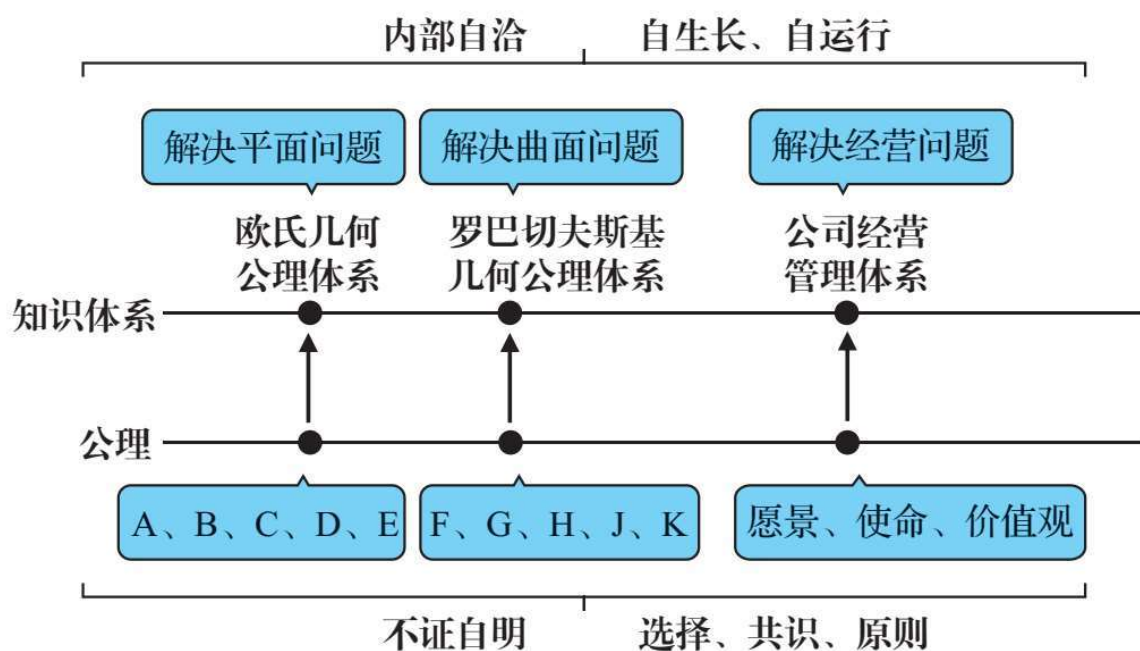 内部自洽 自生长、自运行
解决平面问题 解决曲面问题 解决经营问题
欧氏几何 罗巴切夫斯基 公司经营
公理体系 几何公理体系 管理体系
知识体系
公理
A、B、C、D、E F、G、H、J、K 愿景、使命、价值观
不证自明 选择、共识、原则